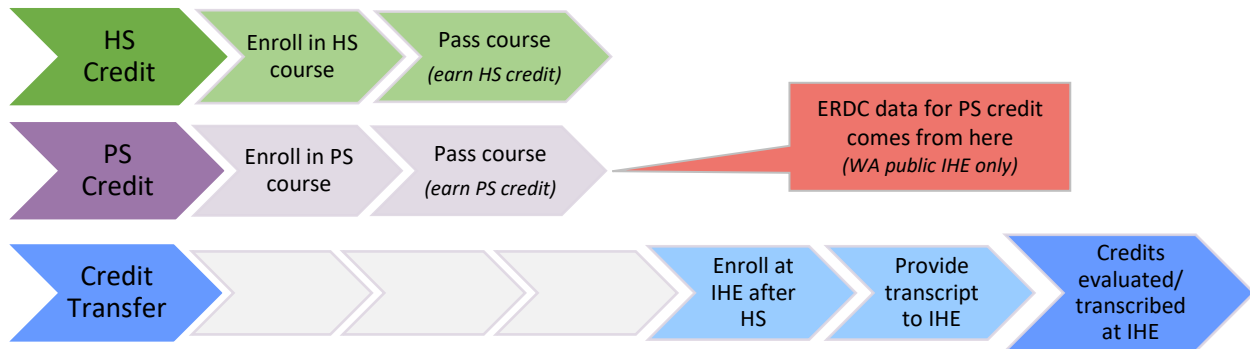 HS
Credit
Enroll in HS
course
Pass course
(earn HS credit)
ERDC data for PS credit
comes from here
(WA public IHE only)
PS
Credit
Enroll in PS
course
Pass course
(earn PS credit)
Credit
Transfer
Enroll at
IHE after
HS
Provide
transcript
to IHE
Credits
evaluated/
transcribed
at IHE